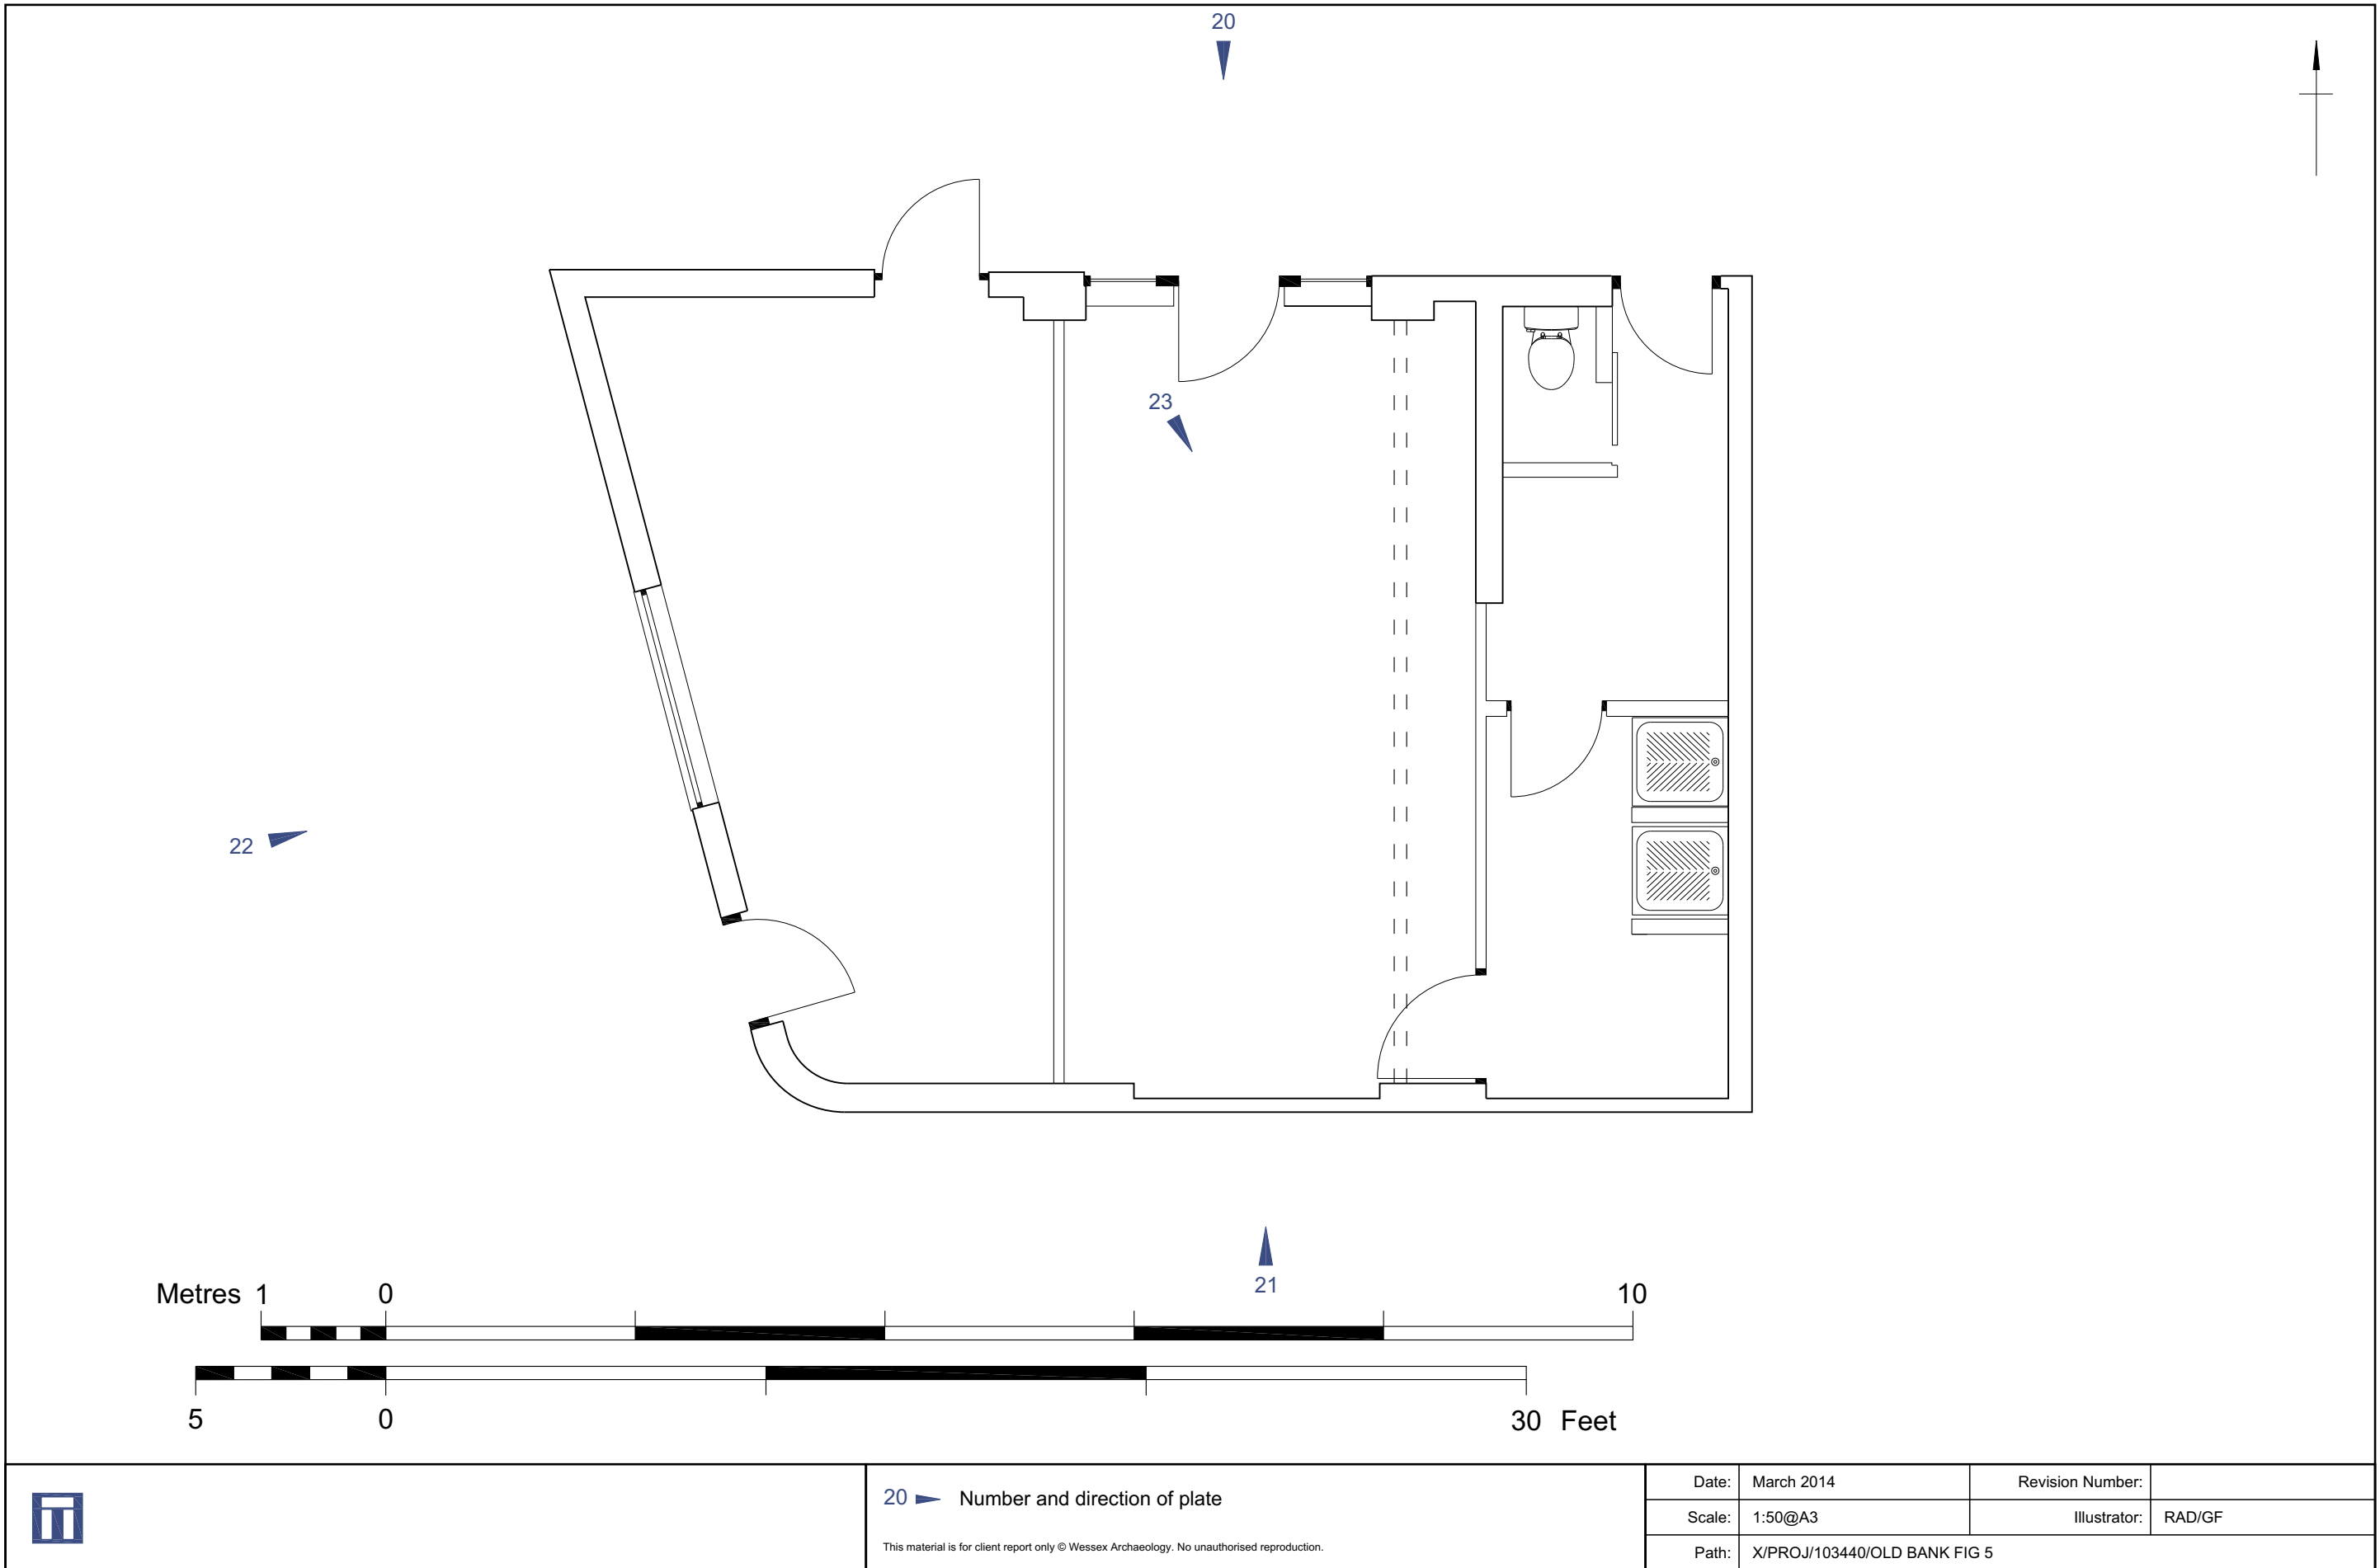 20
23
22
21
Metres 1 0 10
5 0 30 Feet
20 Number and direction of plate
This material is for client report only © Wessex Archaeology. No unauthorised reproduction.
Date: March 2014 Revision Number:
Scale: 1:50@A3 Illustrator: RAD/GF
Path: X/PROJ/103440/OLD BANK FIG 5